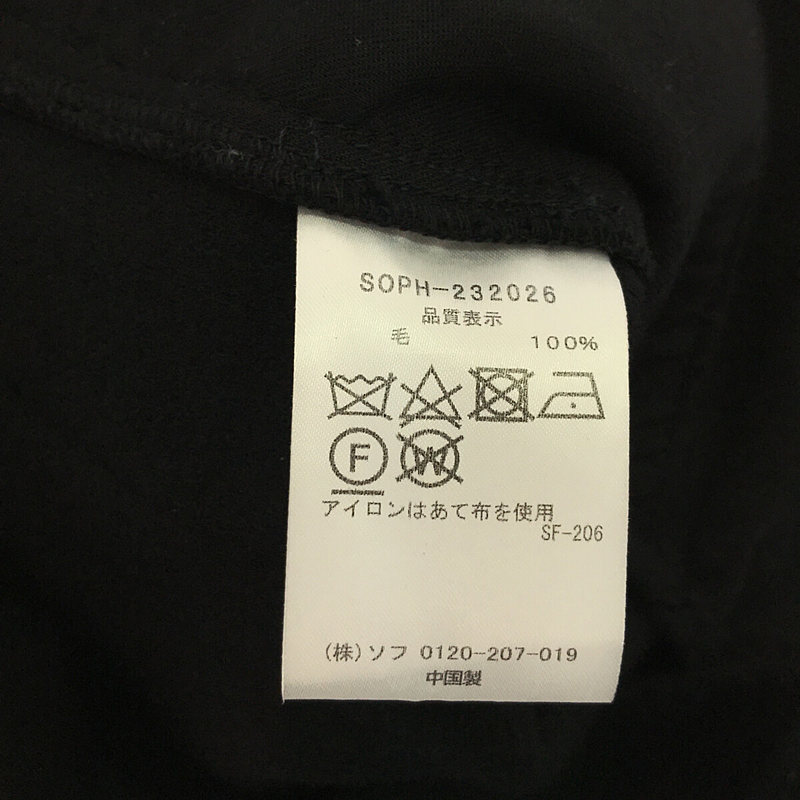 SOPH-232026
品質表示
毛 100%
F W
アイロンはあて布を使用
SF-206
(株)ソフ 0120-207-019
中国製